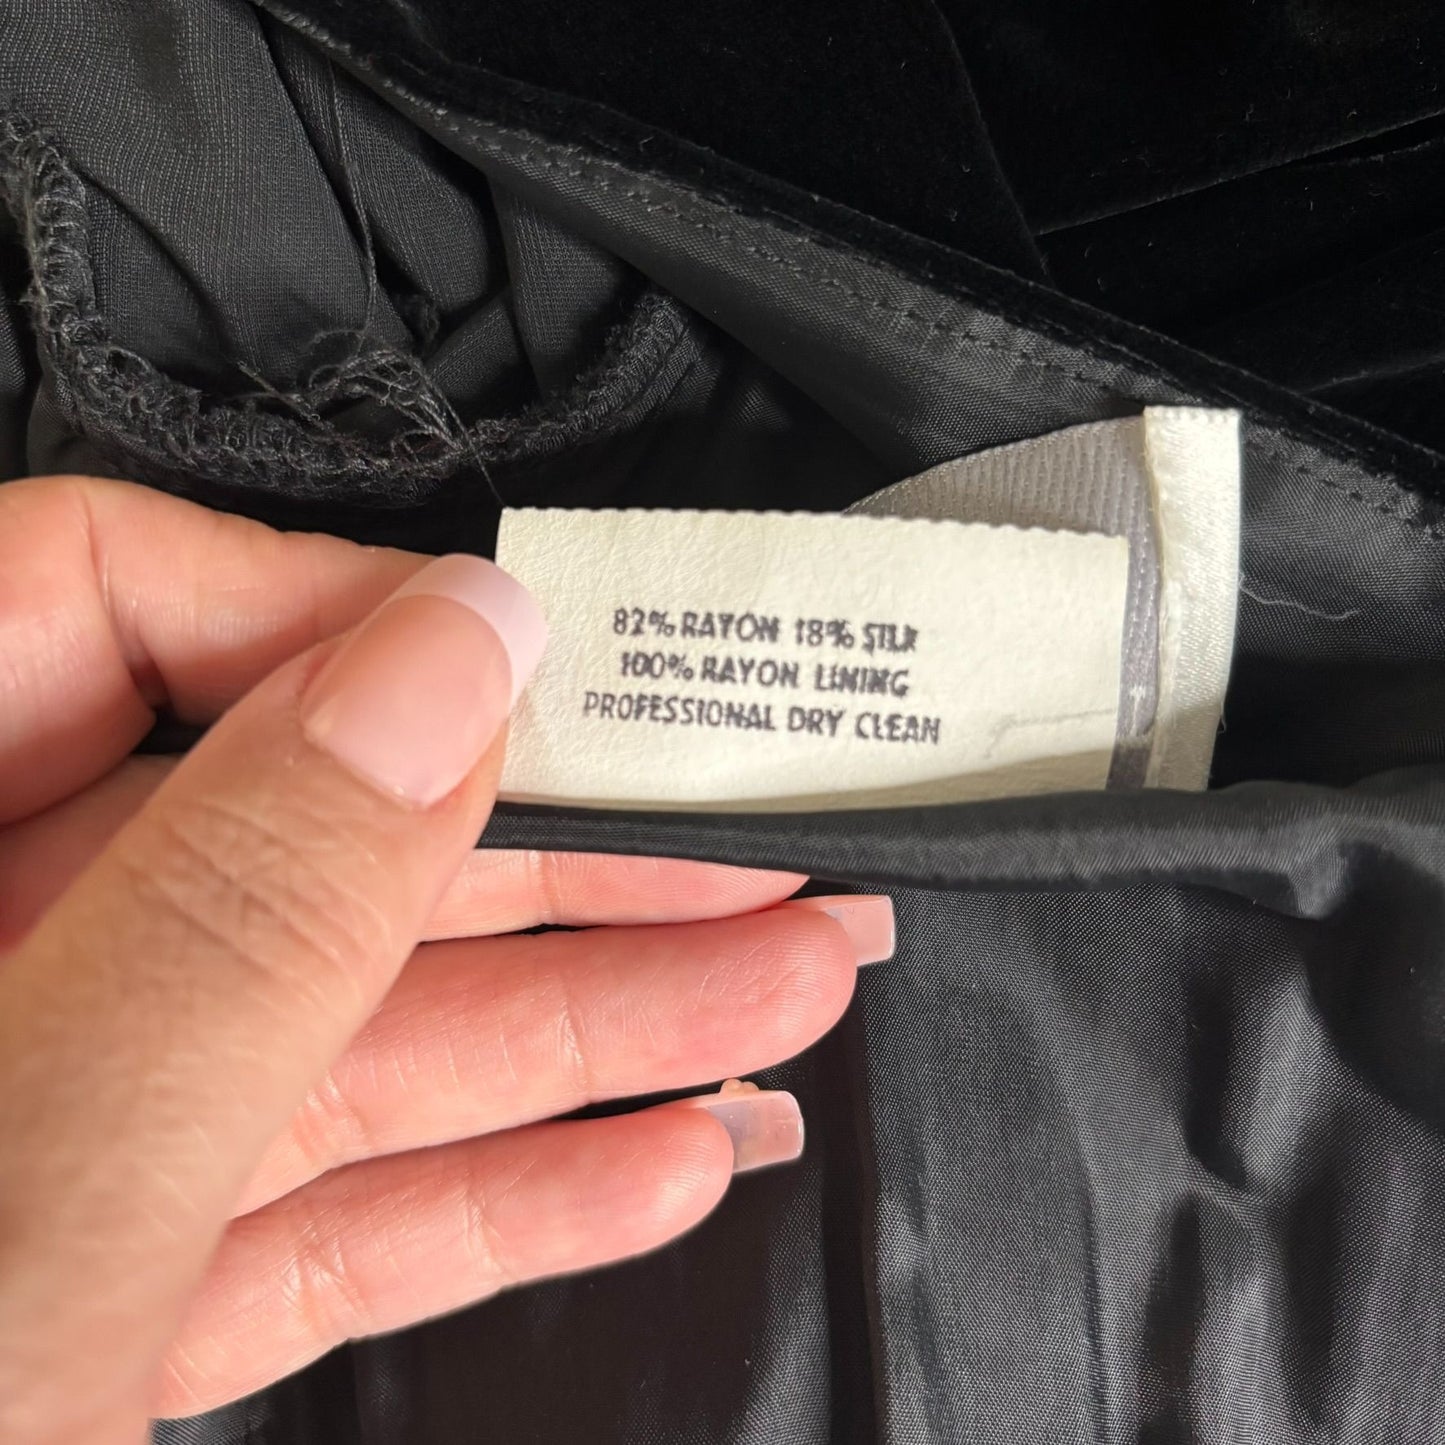 82% RAYON 18% SILK
100% RAYON LINING
PROFESSIONAL DRY CLEAN